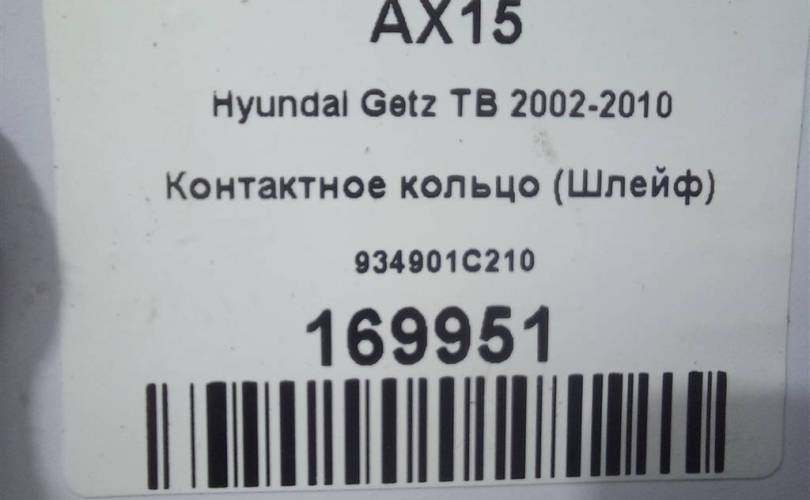 AX15
Hyundai Getz TB 2002-2010
Контактное кольцо (Шлейф)
934901C210
169951